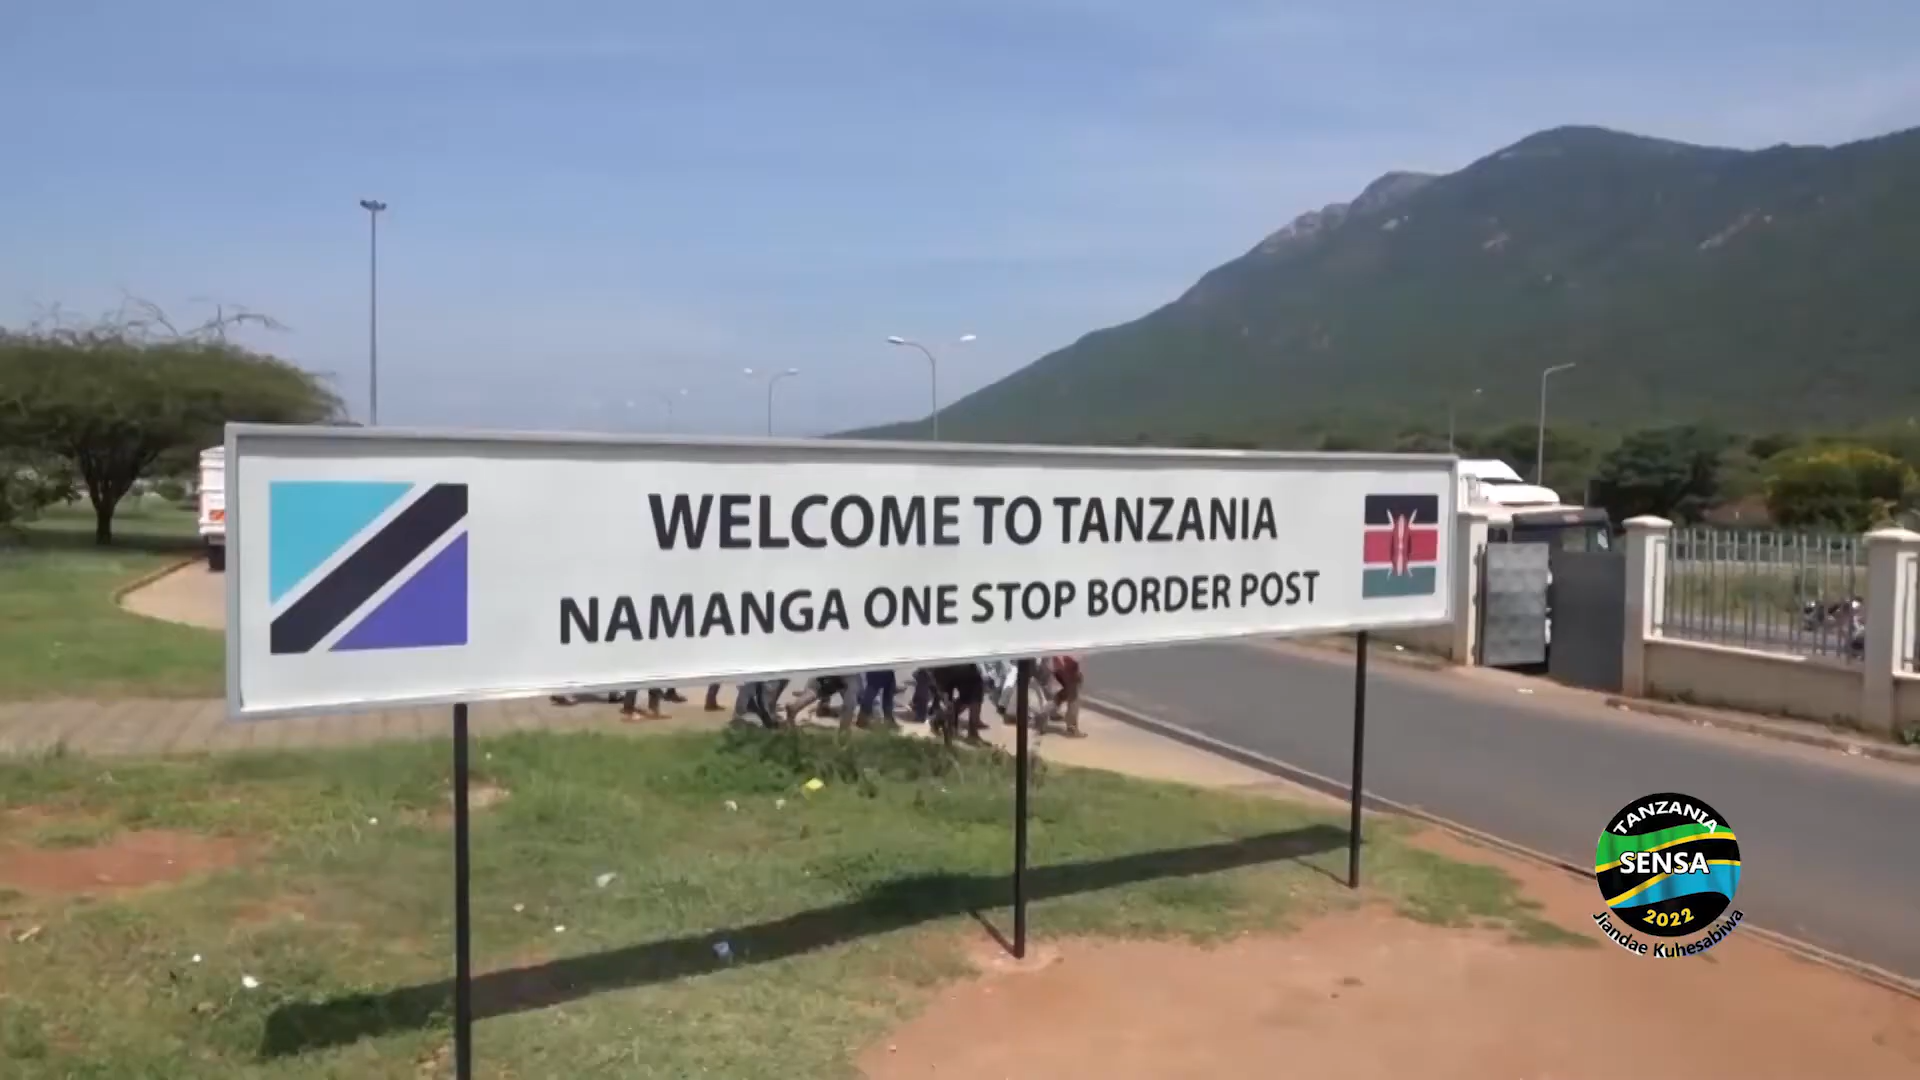 WELCOME TO TANZANIA
NAMANGA ONE STOP BORDER POST
TANZANIA
SENSA
2022
Jiandae Kuhesabiwa